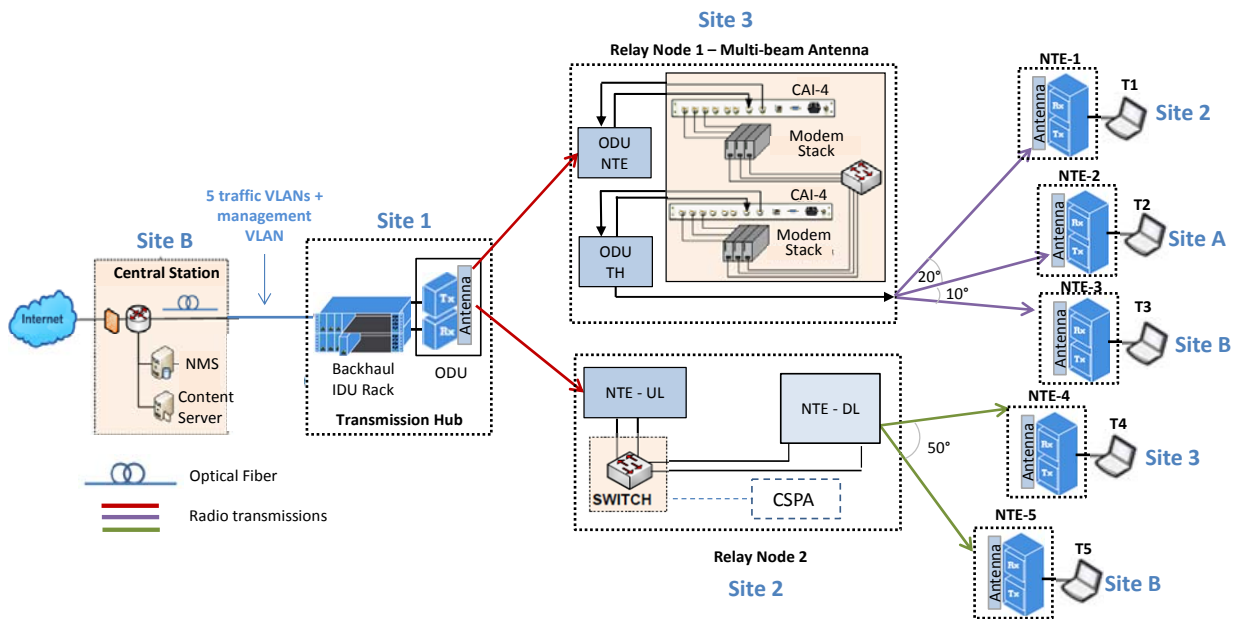 Site 3
Relay Node 1 – Multi-beam Antenna
CAI-4
Modem
Stack
ODU
NTE
CAI-4
Modem
Stack
ODU
TH
5 traffic VLANs +
management
VLAN
Site B
Central Station
Internet
NMS
Content
Server
Site 1
Tx
Rx
Antenna
Backhaul
IDU Rack
ODU
Transmission Hub
Optical Fiber
Radio transmissions
NTE - UL
NTE - DL
SWITCH
CSPA
Relay Node 2
Site 2
20°
10°
50°
NTE-1
Antenna
Rx
Tx
T1
Site 2
NTE-2
Antenna
Rx
Tx
T2
Site A
NTE-3
Antenna
Rx
Tx
T3
Site B
NTE-4
Antenna
Rx
Tx
T4
Site 3
NTE-5
Antenna
Rx
Tx
T5
Site B